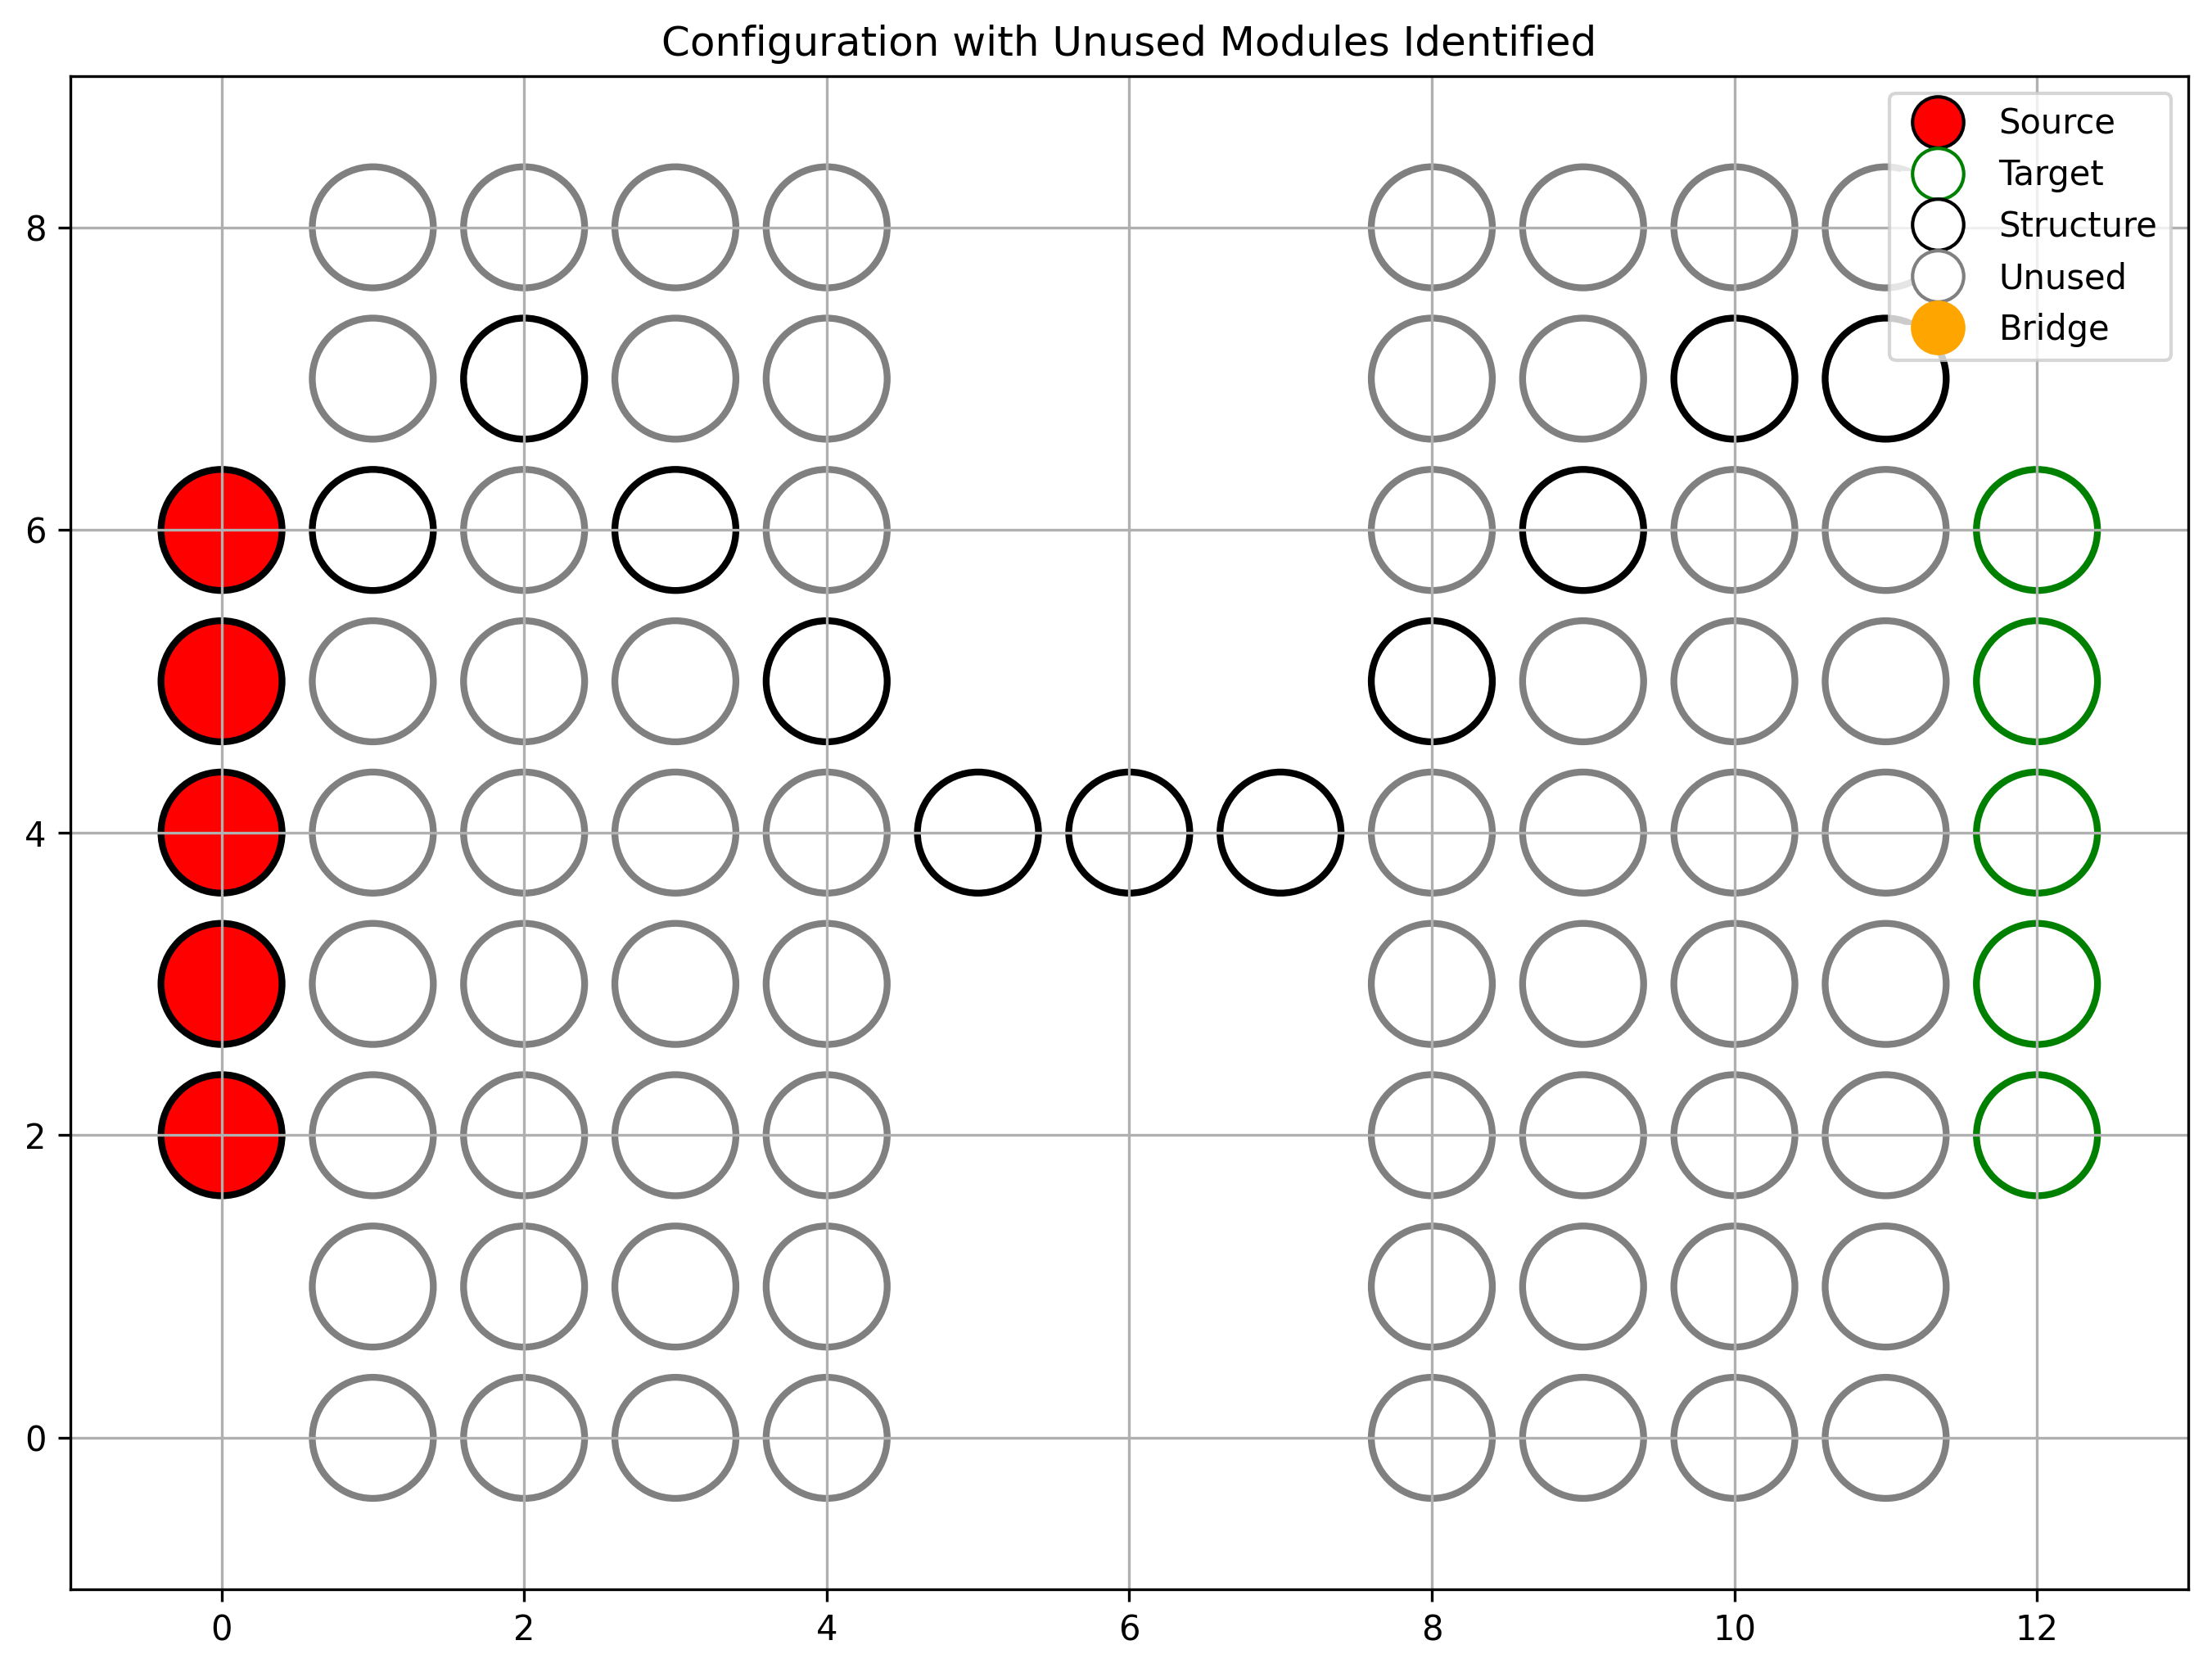 Configuration with Unused Modules Identified
Source
Target
Structure
Unused
Bridge
8
6
4
2
0
0 2 4 6 8 10 12